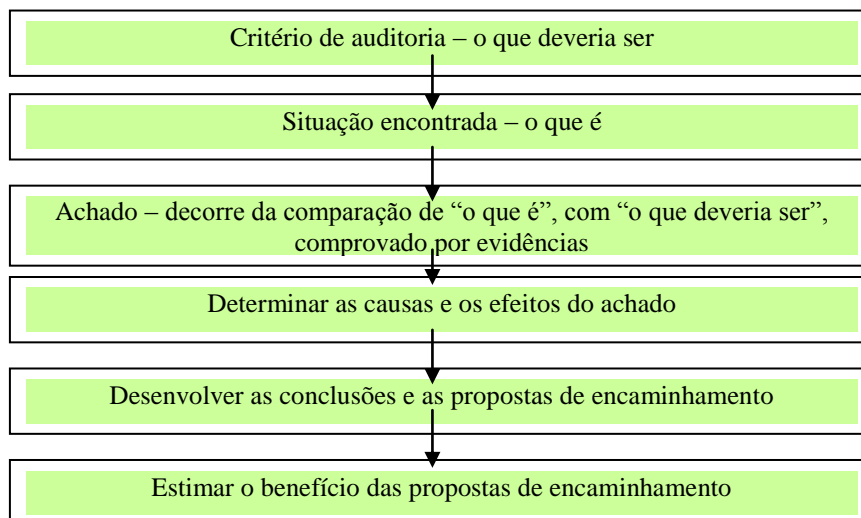 Critério de auditoria – o que deveria ser
Situação encontrada – o que é
Achado – decorre da comparação de “o que é”, com “o que deveria ser”,
comprovado por evidências
Determinar as causas e os efeitos do achado
Desenvolver as conclusões e as propostas de encaminhamento
Estimar o benefício das propostas de encaminhamento